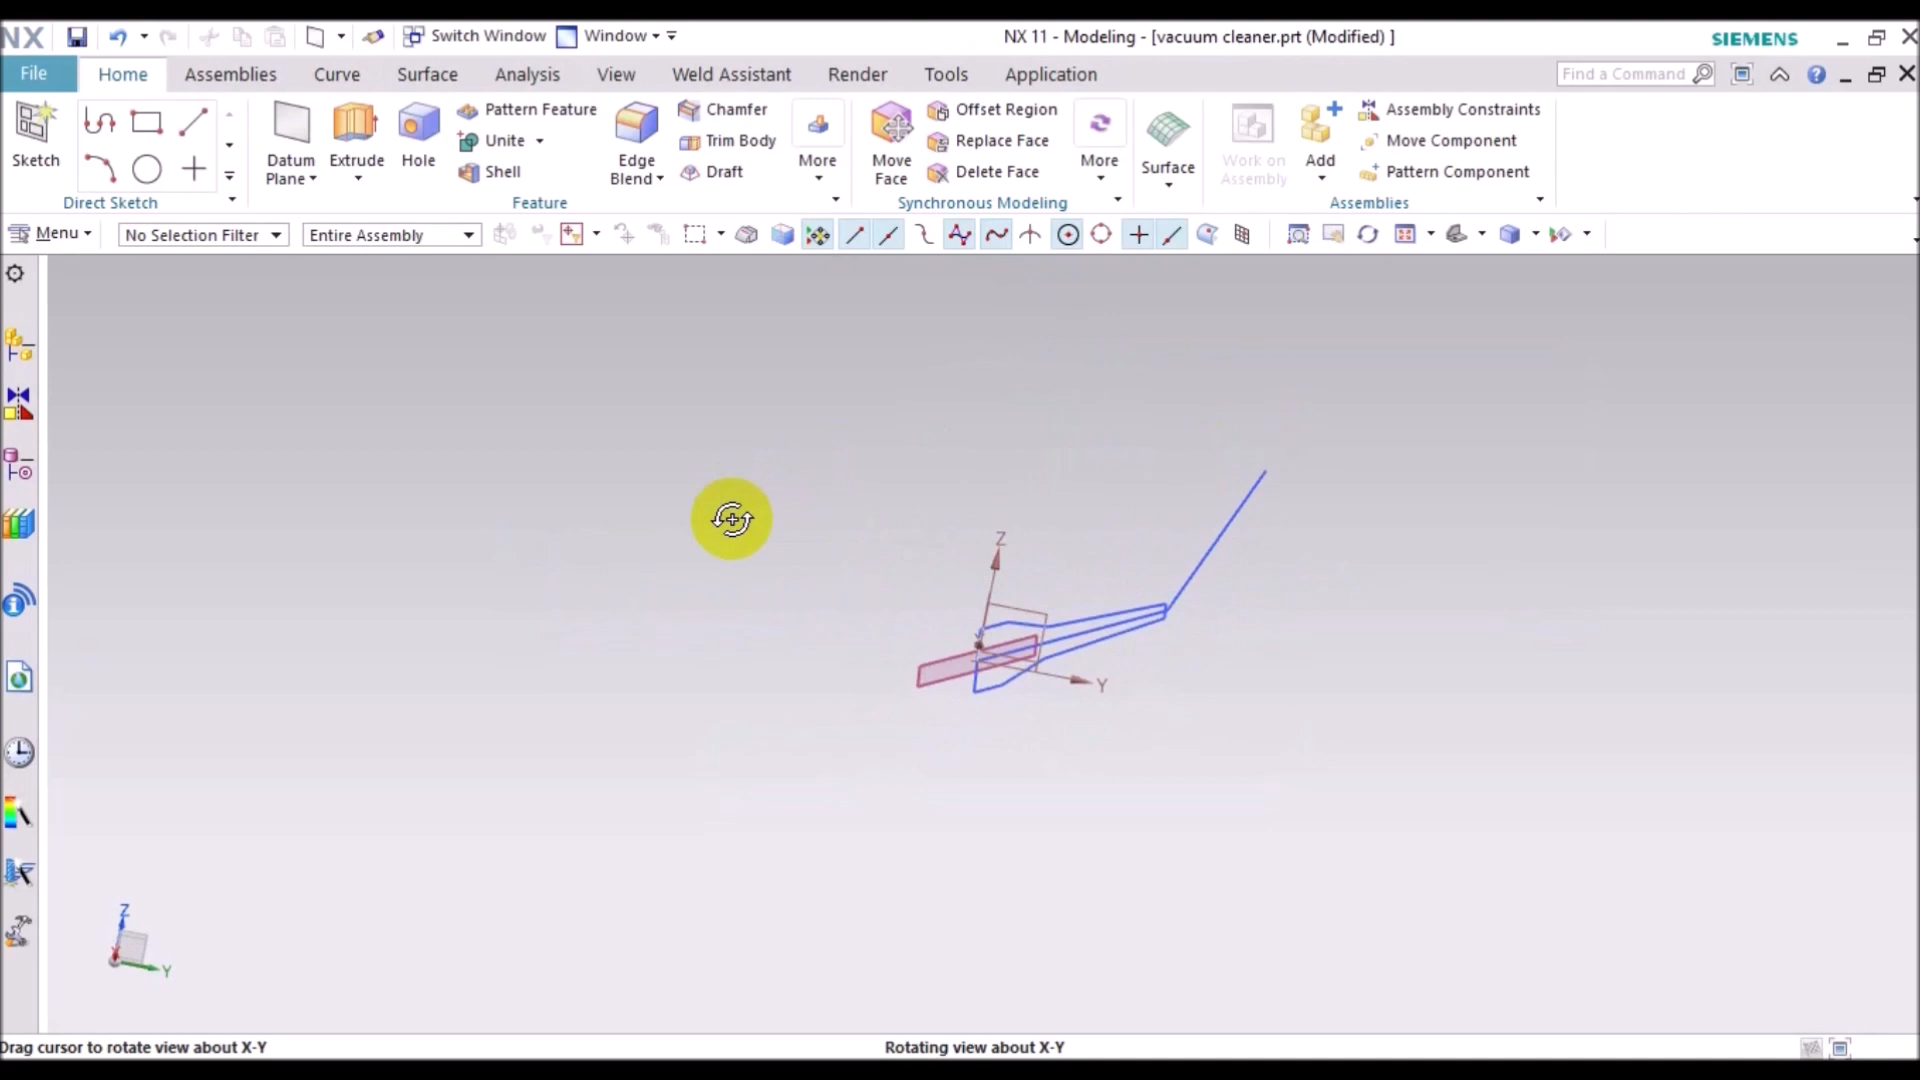 NX Switch Window Window NX 11 - Modeling - [vacuum cleaner.prt (Modified) ] SIEMENS
File Home Assemblies Curve Surface Analysis View Weld Assistant Render Tools Application Find a Command
Pattern Feature Chamfer Offset Region Assembly Constraints
Unite Trim Body Replace Face Move Component
Sketch Datum Plane Extrude Hole Shell Edge Blend Draft More Move Face Delete Face More Surface Work on Assembly Add Pattern Component
Direct Sketch Feature Synchronous Modeling Assemblies
Menu No Selection Filter Entire Assembly
Z
Y
Z
Y
Drag cursor to rotate view about X-Y Rotating view about X-Y